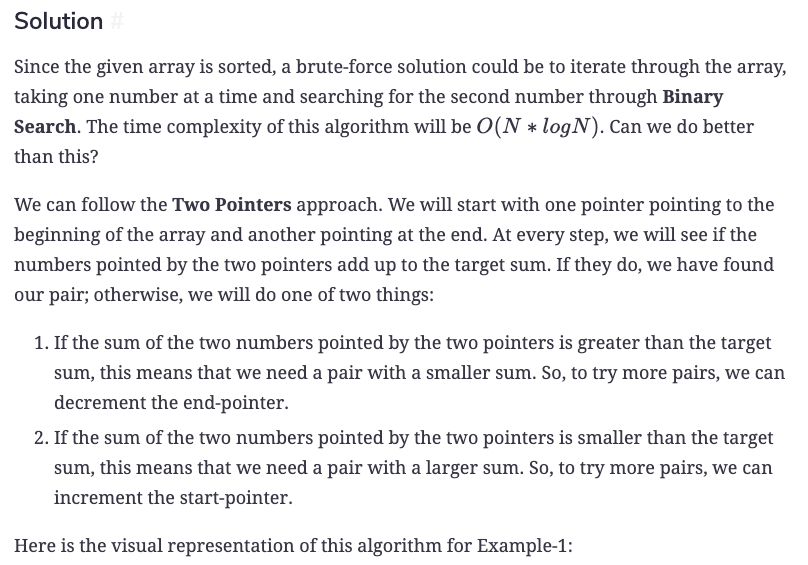 Solution #
Since the given array is sorted, a brute-force solution could be to iterate through the array,
taking one number at a time and searching for the second number through Binary
Search. The time complexity of this algorithm will be O(N ∗ logN). Can we do better
than this?
We can follow the Two Pointers approach. We will start with one pointer pointing to the
beginning of the array and another pointing at the end. At every step, we will see if the
numbers pointed by the two pointers add up to the target sum. If they do, we have found
our pair; otherwise, we will do one of two things:
1. If the sum of the two numbers pointed by the two pointers is greater than the target
sum, this means that we need a pair with a smaller sum. So, to try more pairs, we can
decrement the end-pointer.
2. If the sum of the two numbers pointed by the two pointers is smaller than the target
sum, this means that we need a pair with a larger sum. So, to try more pairs, we can
increment the start-pointer.
Here is the visual representation of this algorithm for Example-1: